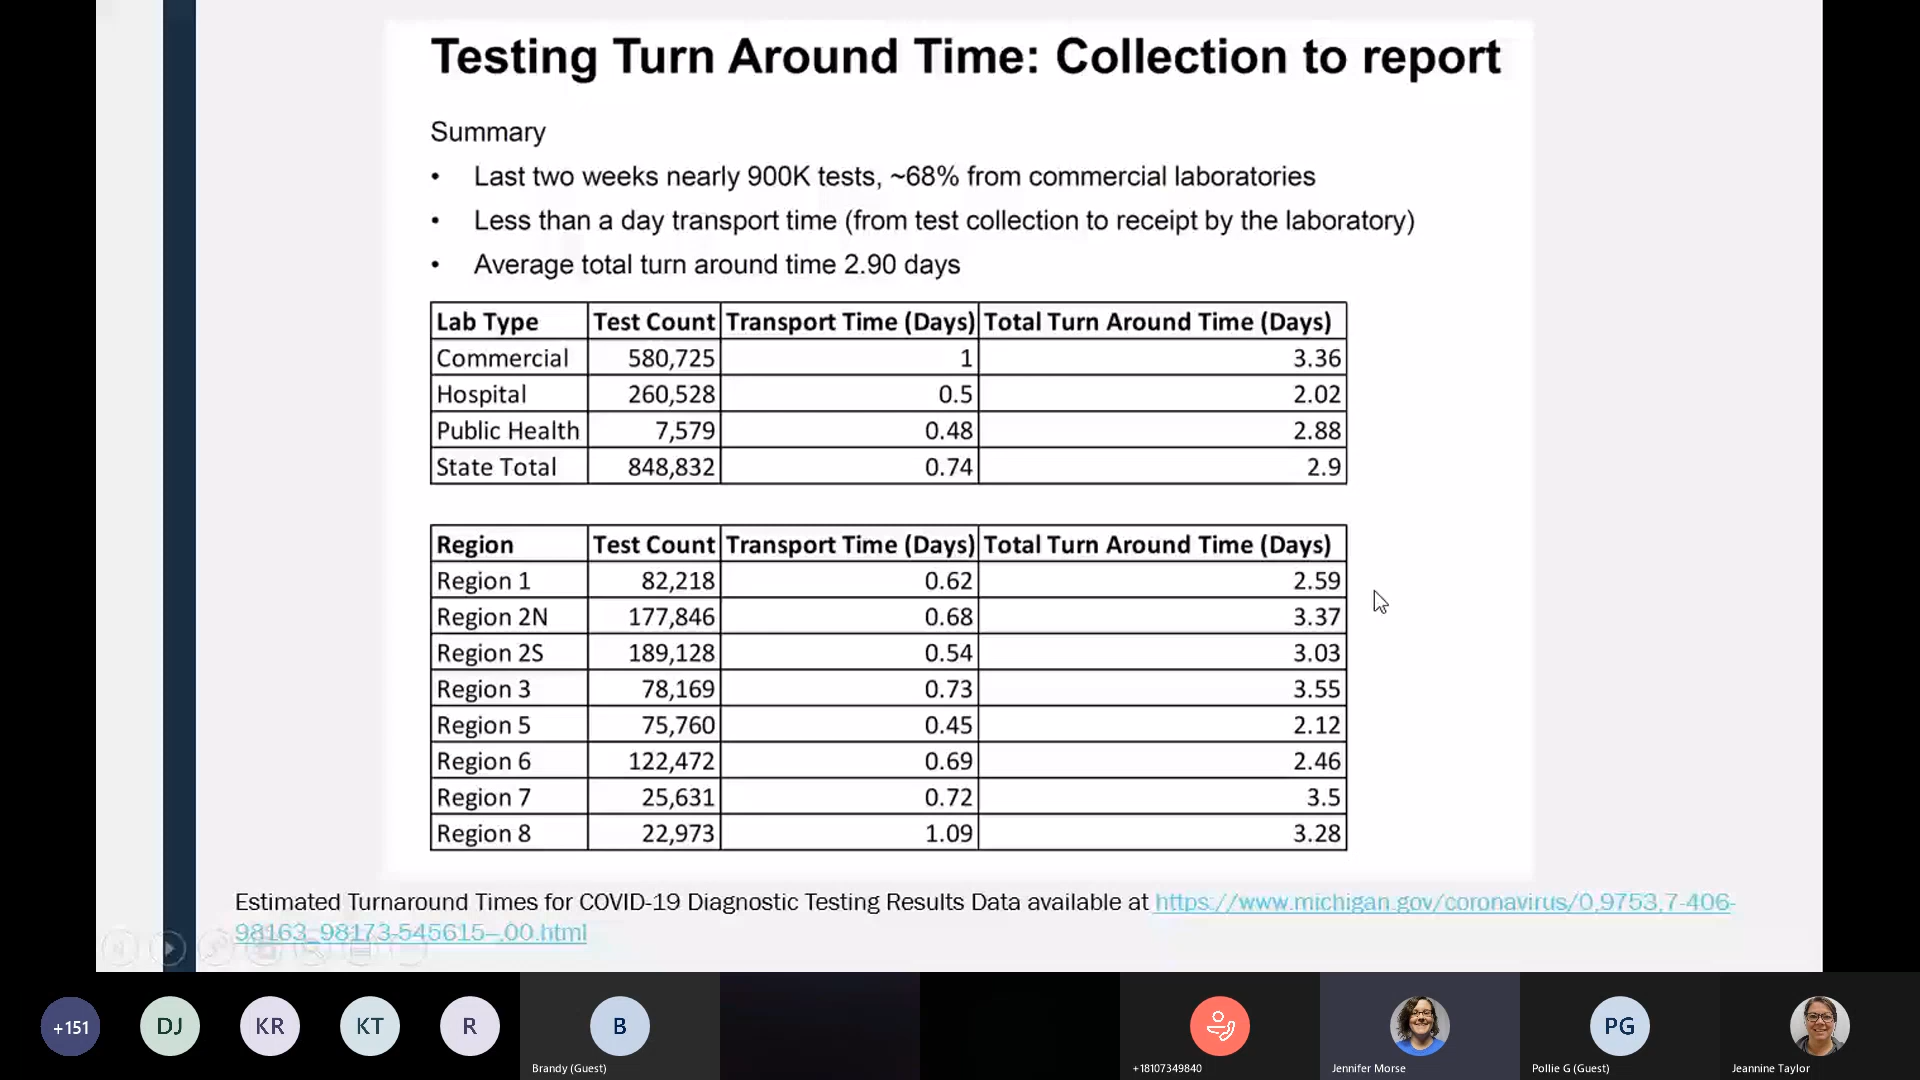 Testing Turn Around Time: Collection to report
Summary
• Last two weeks nearly 900K tests, ~68% from commercial laboratories
• Less than a day transport time (from test collection to receipt by the laboratory)
• Average total turn around time 2.90 days
Lab Type Test Count Transport Time (Days) Total Turn Around Time (Days)
Commercial 580,725 1 3.36
Hospital 260,528 0.5 2.02
Public Health 7,579 0.48 2.88
State Total 848,832 0.74 2.9
Region Test Count Transport Time (Days) Total Turn Around Time (Days)
Region 1 82,218 0.62 2.59
Region 2N 177,846 0.68 3.37
Region 2S 189,128 0.54 3.03
Region 3 78,169 0.73 3.55
Region 5 75,760 0.45 2.12
Region 6 122,472 0.69 2.46
Region 7 25,631 0.72 3.5
Region 8 22,973 1.09 3.28
Estimated Turnaround Times for COVID-19 Diagnostic Testing Results Data available at https://www.michigan.gov/coronavirus/0,9753,7-406-
98163_98173-545615--,00.html
+151 DJ KR KT R B PG
Brandy (Guest) +18107349840 Jennifer Morse Pollie G (Guest) Jeannine Taylor